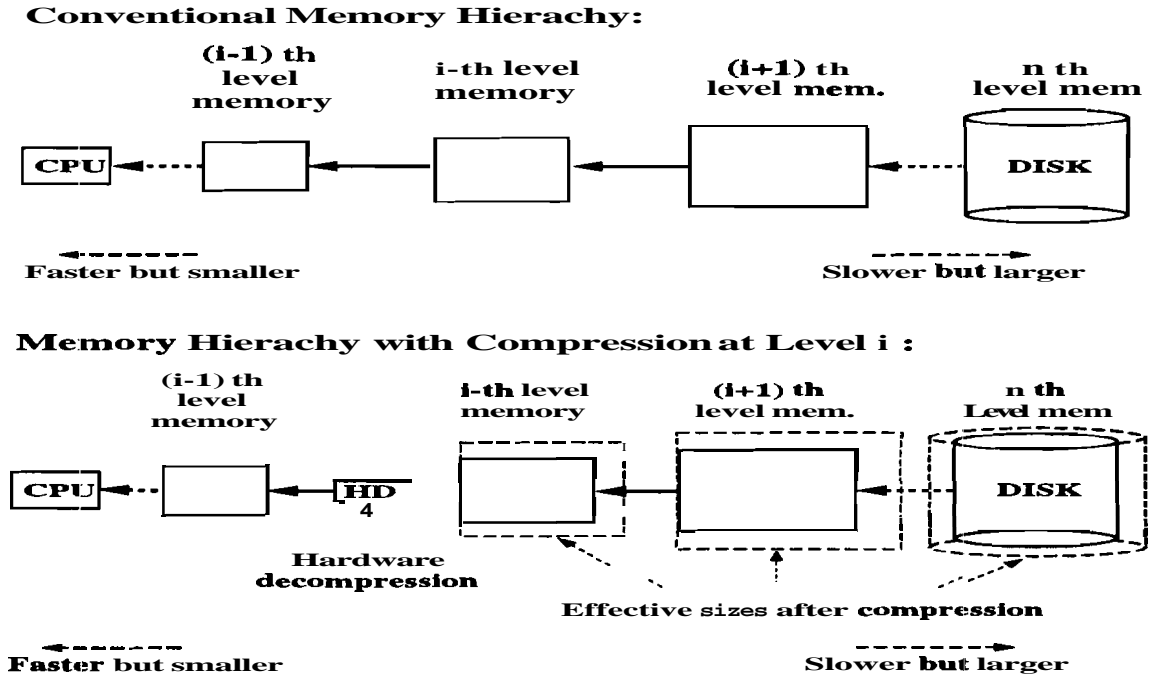 Conventional Memory Hierachy:
(i-1) th
level
memory
i-th level
memory
(i+1) th
level mem.
n th
level mem
CPU
DISK
Faster but smaller
Slower but larger
Memory Hierachy with Compression at Level i :
(i-1) th
level
memory
i-th level
memory
(i+1) th
level mem.
n th
Level mem
CPU
HD
4
DISK
Hardware
decompression
Effective sizes after compression
Faster but smaller
Slower but larger